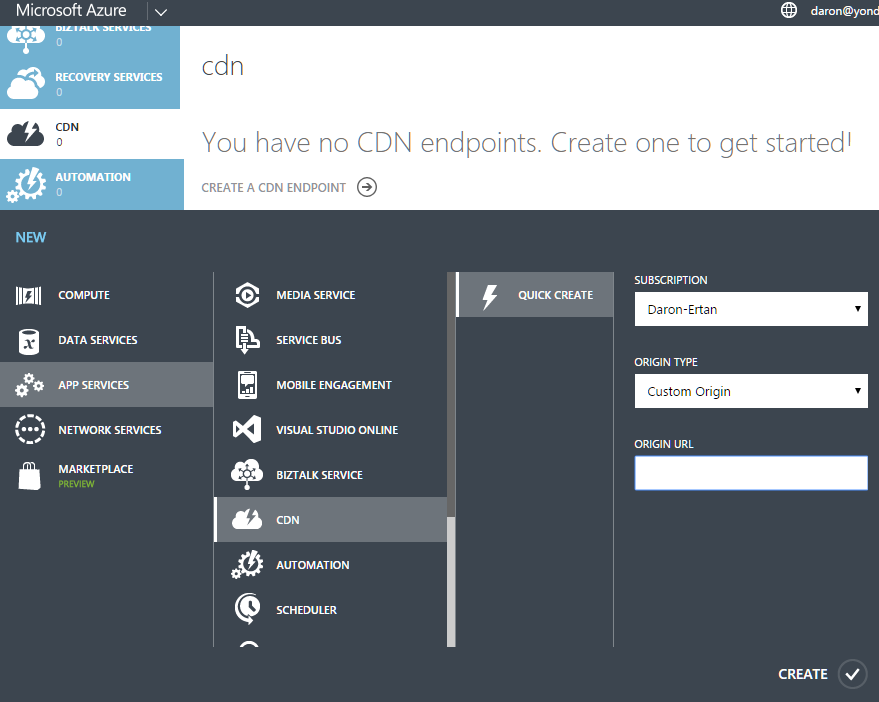 Microsoft Azure
daron@yond
BIZTALK SERVICES
0
RECOVERY SERVICES
0
CDN
0
AUTOMATION
0
cdn
You have no CDN endpoints. Create one to get started!
CREATE A CDN ENDPOINT
NEW
COMPUTE
DATA SERVICES
APP SERVICES
NETWORK SERVICES
MARKETPLACE
PREVIEW
MEDIA SERVICE
SERVICE BUS
MOBILE ENGAGEMENT
VISUAL STUDIO ONLINE
BIZTALK SERVICE
CDN
AUTOMATION
SCHEDULER
QUICK CREATE
SUBSCRIPTION
Daron-Ertan
ORIGIN TYPE
Custom Origin
ORIGIN URL
CREATE